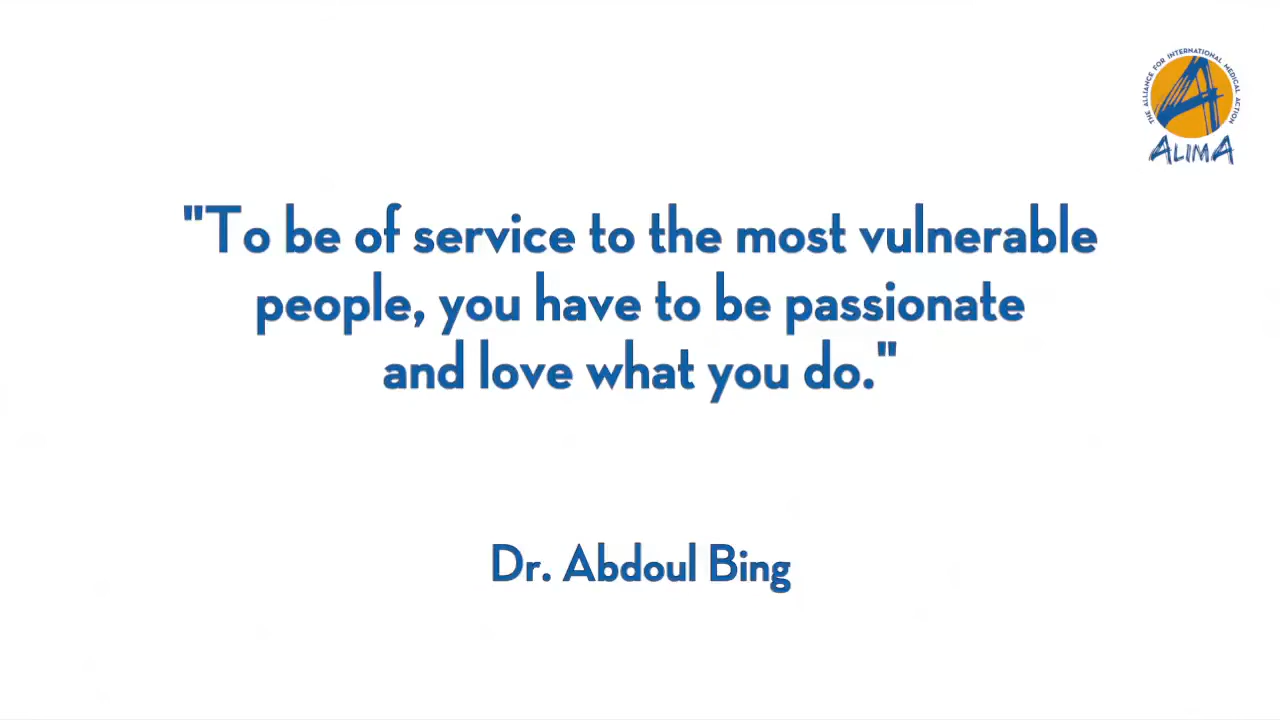 THE ALLIANCE FOR INTERNATIONAL MEDICAL ACTION
ALIMA
"To be of service to the most vulnerable
people, you have to be passionate
and love what you do."
Dr. Abdoul Bing